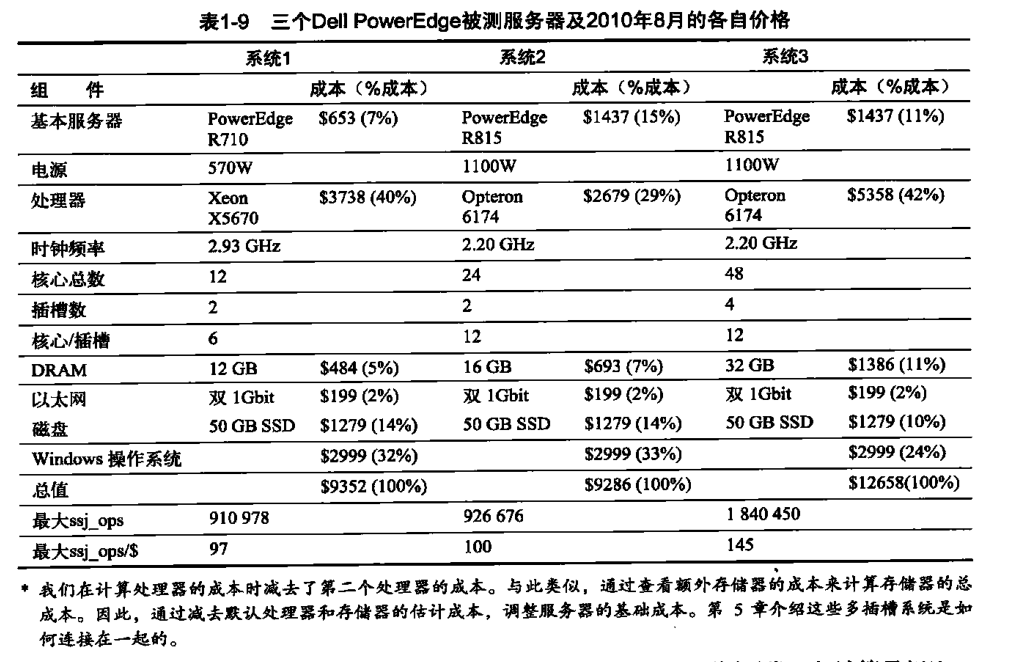 表1-9 三个Dell PowerEdge被测服务器及2010年8月的各自价格
系统1 系统2 系统3
组 件 成本（%成本） 成本（%成本） 成本（%成本）
基本服务器 PowerEdge R710 $653 (7%) PowerEdge R815 $1437 (15%) PowerEdge R815 $1437 (11%)
电源 570W 1100W 1100W
处理器 Xeon X5670 $3738 (40%) Opteron 6174 $2679 (29%) Opteron 6174 $5358 (42%)
时钟频率 2.93 GHz 2.20 GHz 2.20 GHz
核心总数 12 24 48
插槽数 2 2 4
核心/插槽 6 12 12
DRAM 12 GB $484 (5%) 16 GB $693 (7%) 32 GB $1386 (11%)
以太网 双 1Gbit $199 (2%) 双 1Gbit $199 (2%) 双 1Gbit $199 (2%)
磁盘 50 GB SSD $1279 (14%) 50 GB SSD $1279 (14%) 50 GB SSD $1279 (10%)
Windows 操作系统 $2999 (32%) $2999 (33%) $2999 (24%)
总值 $9352 (100%) $9286 (100%) $12658(100%)
最大ssj_ops 910 978 926 676 1 840 450
最大ssj_ops/$ 97 100 145
* 我们在计算处理器的成本时减去了第二个处理器的成本。与此类似，通过查看额外存储器的成本来计算存储器的总
成本。因此，通过减去默认处理器和存储器的估计成本，调整服务器的基础成本。第 5 章介绍这些多插槽系统是如
何连接在一起的。